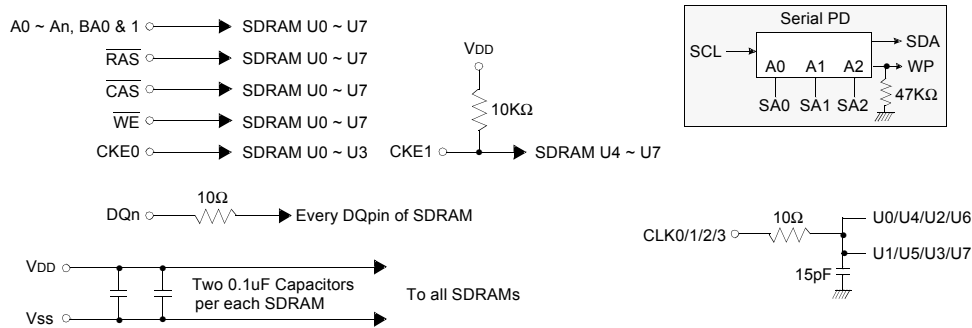 A0 ~ An, BA0 & 1 SDRAM U0 ~ U7
RAS SDRAM U0 ~ U7
CAS SDRAM U0 ~ U7
WE SDRAM U0 ~ U7
CKE0 SDRAM U0 ~ U3
VDD
10KΩ
CKE1 SDRAM U4 ~ U7
Serial PD
SCL SDA
A0 A1 A2 WP
SA0 SA1 SA2 47KΩ
10Ω
DQn Every DQpin of SDRAM
VDD
Two 0.1uF Capacitors
per each SDRAM
To all SDRAMs
Vss
10Ω
CLK0/1/2/3
U0/U4/U2/U6
U1/U5/U3/U7
15pF